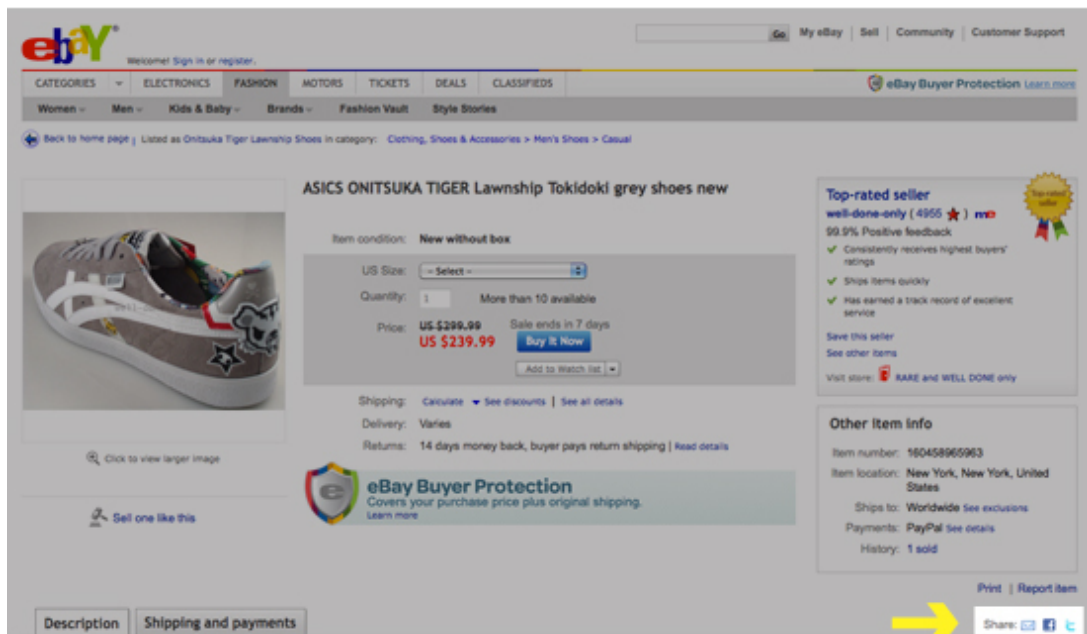 ebay
Welcome! Sign in or register.
Go My eBay | Sell | Community | Customer Support
CATEGORIES ELECTRONICS FASHION MOTORS TICKETS DEALS CLASSIFIEDS
eBay Buyer Protection Learn more
Women Men Kids & Baby Brands Fashion Vault Style Stories
Back to home page | Listed as Onitsuka Tiger Lawnship Shoes in category: Clothing, Shoes & Accessories > Men's Shoes > Casual
ASICS ONITSUKA TIGER Lawnship Tokidoki grey shoes new
Item condition: New without box
US Size: - Select -
Quantity: 1 More than 10 available
Price: US $299.99 Sale ends in 7 days
US $239.99 Buy It Now
Add to Watch list
Shipping: Calculate See discounts | See all details
Delivery: Varies
Returns: 14 days money back, buyer pays return shipping | Read details
eBay Buyer Protection
Covers your purchase price plus original shipping.
Learn more
Click to view larger image
Sell one like this
Top-rated seller
Top-rated seller
well-done-only ( 4955 ) me
99.9% Positive feedback
Consistently receives highest buyers'
ratings
Ships items quickly
Has earned a track record of excellent
service
Save this seller
See other items
Visit store: RARE and WELL DONE only
Other item info
Item number: 160458965963
Item location: New York, New York, United
States
Ships to: Worldwide See exclusions
Payments: PayPal See details
History: 1 sold
Print | Report item
Share:
Description Shipping and payments